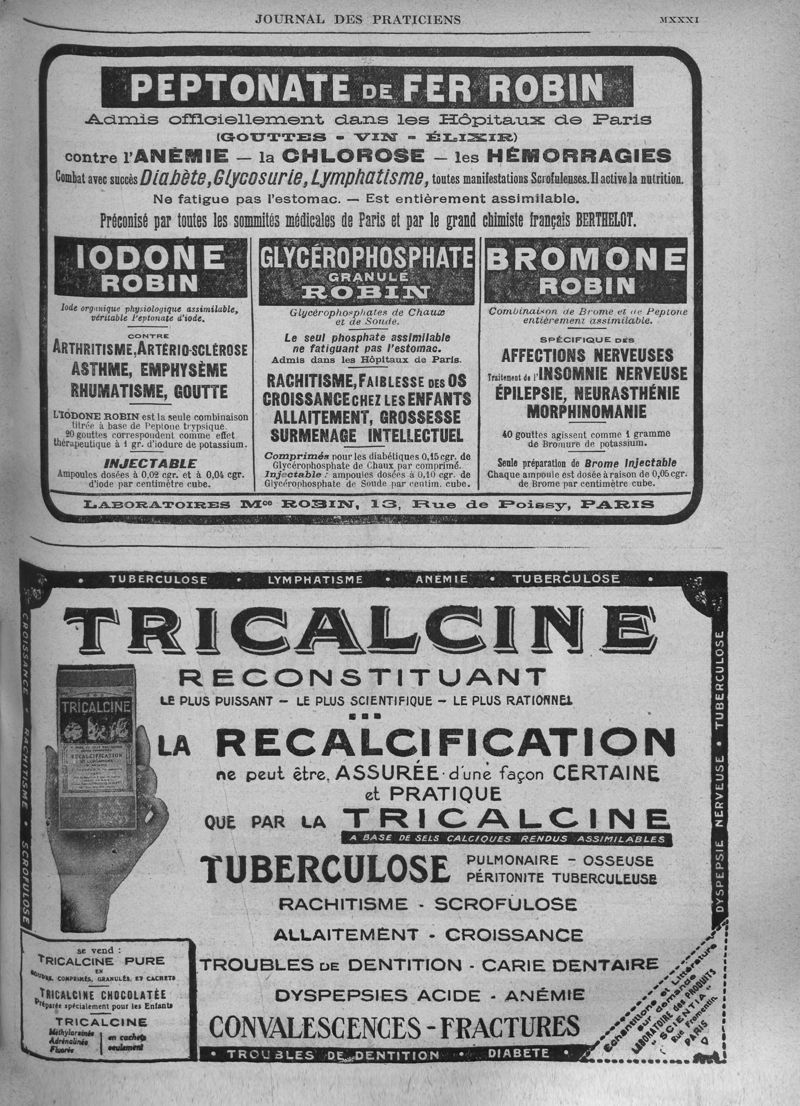 JOURNAL DES PRATICIENS
MXXXI
PEPTONATE DE FER ROBIN
Admis officiellement dans les Hôpitaux de Paris
(GOUTTES - VIN - ÉLIXIR)
contre l'ANÉMIE — la CHLOROSE — les HÉMORRAGIES
Combat avec succès Diabète, Glycosurie, Lymphatisme, toutes manifestations Scrofulenses. Il active la nutrition.
Ne fatigue pas l'estomac. — Est entièrement assimilable.
Préconisé par toutes les sommités médicales de Paris et par le grand chimiste français BERTHELOT.
IODONE
ROBIN
Iode organique physiologique assimilable,
véritable Peptonate d'iode.
CONTRE
ARTHRITISME, ARTÉRIO-SCLÉROSE
ASTHME, EMPHYSÈME
RHUMATISME, GOUTTE
L'IODONE ROBIN est la seule combinaison
titrée à base de Peptone trypsique.
20 gouttes correspondent comme effet
thérapeutique à 1 gr. d'iodure de potassium.
INJECTABLE
Ampoules dosées à 0,02 cgr. et à 0,04 cgr.
d'iode par centimètre cube.
GLYCÉROPHOSPHATE
GRANULÉ
ROBIN
Glycérophosphates de Chaux
et de Soude.
Le seul phosphate assimilable
ne fatiguant pas l'estomac.
Admis dans les Hôpitaux de Paris.
RACHITISME, FAIBLESSE DES OS
CROISSANCE CHEZ LES ENFANTS
ALLAITEMENT, GROSSESSE
SURMENAGE INTELLECTUEL
Comprimés pour les diabétiques 0,15 cgr. de
Glycérophosphate de Chaux par comprimé.
Injectable : ampoules dosées à 0,10 cgr. de
Glycérophosphate de Soude par centim. cube.
BROMONE
ROBIN
Combinaison de Brome et de Peptone
entièrement assimilable.
SPÉCIFIQUE DES
AFFECTIONS NERVEUSES
Traitement de l'INSOMNIE NERVEUSE
ÉPILEPSIE, NEURASTHÉNIE
MORPHINOMANIE
40 gouttes agissent comme 1 gramme
de Bromure de potassium.
Seule préparation de Brome Injectable
Chaque ampoule est dosée à raison de 0,05 cgr.
de Brome par centimètre cube.
LABORATOIRES Mce ROBIN, 13, Rue de Poissy, PARIS
• TUBERCULOSE • LYMPHATISME • ANÉMIE • TUBERCULOSE •
CROISSANCE • RACHITISME • SCROFULOSE
TUBERCULOSE • DYSPEPSIE NERVEUSE
TRICALCINE
RECONSTITUANT
LE PLUS PUISSANT — LE PLUS SCIENTIFIQUE — LE PLUS RATIONNEL
TRICALCINE
RECALCIFICATION
LA RECALCIFICATION
ne peut être ASSURÉE d'une façon CERTAINE
et PRATIQUE
QUE PAR LA TRICALCINE
A BASE DE SELS CALCIQUES RENDUS ASSIMILABLES
TUBERCULOSE PULMONAIRE - OSSEUSE
PÉRITONITE TUBERCULEUSE
RACHITISME - SCROFULOSE
ALLAITEMENT - CROISSANCE
TROUBLES DE DENTITION - CARIE DENTAIRE
DYSPEPSIES ACIDE - ANÉMIE
CONVALESCENCES - FRACTURES
se vend :
TRICALCINE PURE
EN
POUDRE, COMPRIMÉS, GRANULÉS, ET CACHETS
TRICALCINE CHOCOLATÉE
Préparée spécialement pour les Enfants
TRICALCINE
Méthylarsinée
Adrénalinée
Fluorée
en cachets
seulement
Echantillons et Littérature
sur demande
LABORATOIRE des PRODUITS
"SCIENTIA"
Rue Fromentin
PARIS
• TROUBLES DE DENTITION • DIABÈTE •